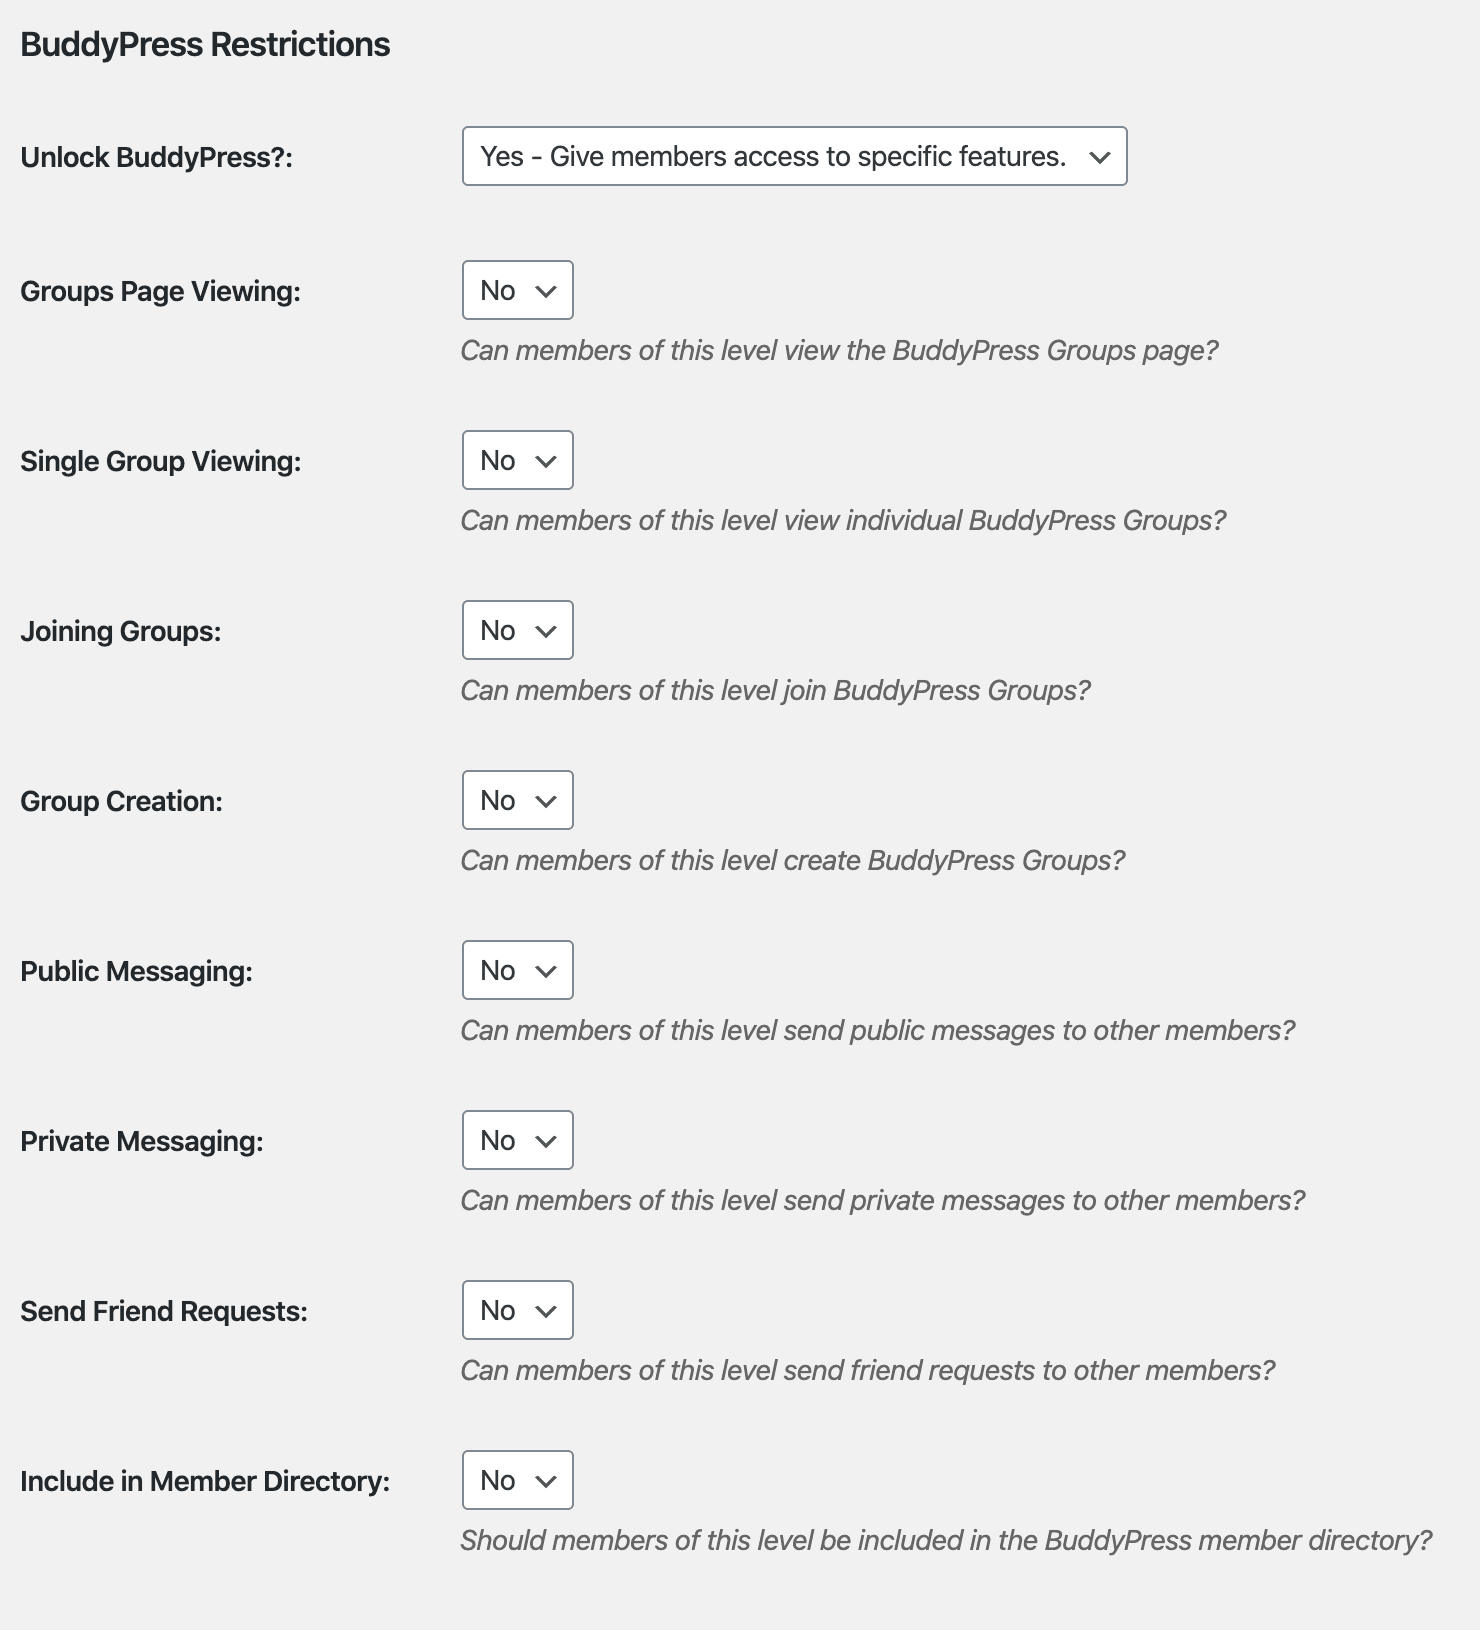 BuddyPress Restrictions
Unlock BuddyPress?:
Yes - Give members access to specific features.
Groups Page Viewing:
No
Can members of this level view the BuddyPress Groups page?
Single Group Viewing:
No
Can members of this level view individual BuddyPress Groups?
Joining Groups:
No
Can members of this level join BuddyPress Groups?
Group Creation:
No
Can members of this level create BuddyPress Groups?
Public Messaging:
No
Can members of this level send public messages to other members?
Private Messaging:
No
Can members of this level send private messages to other members?
Send Friend Requests:
No
Can members of this level send friend requests to other members?
Include in Member Directory:
No
Should members of this level be included in the BuddyPress member directory?